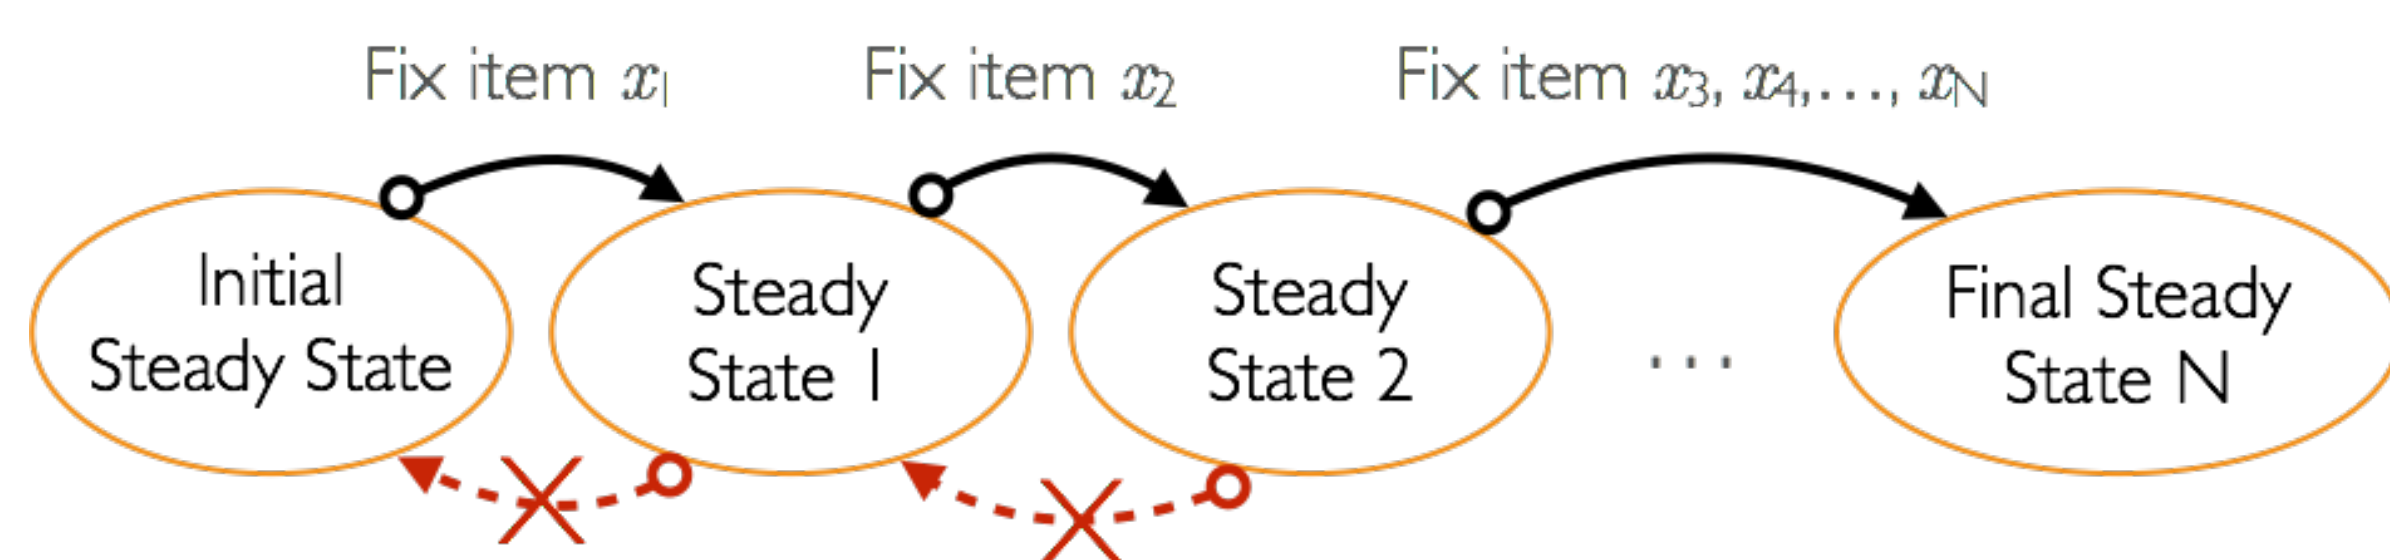 Fix item x₁
Fix item x₂
Fix item x₃, x₄,..., x_N
Initial
Steady State
Steady
State 1
Steady
State 2
...
Final Steady
State N